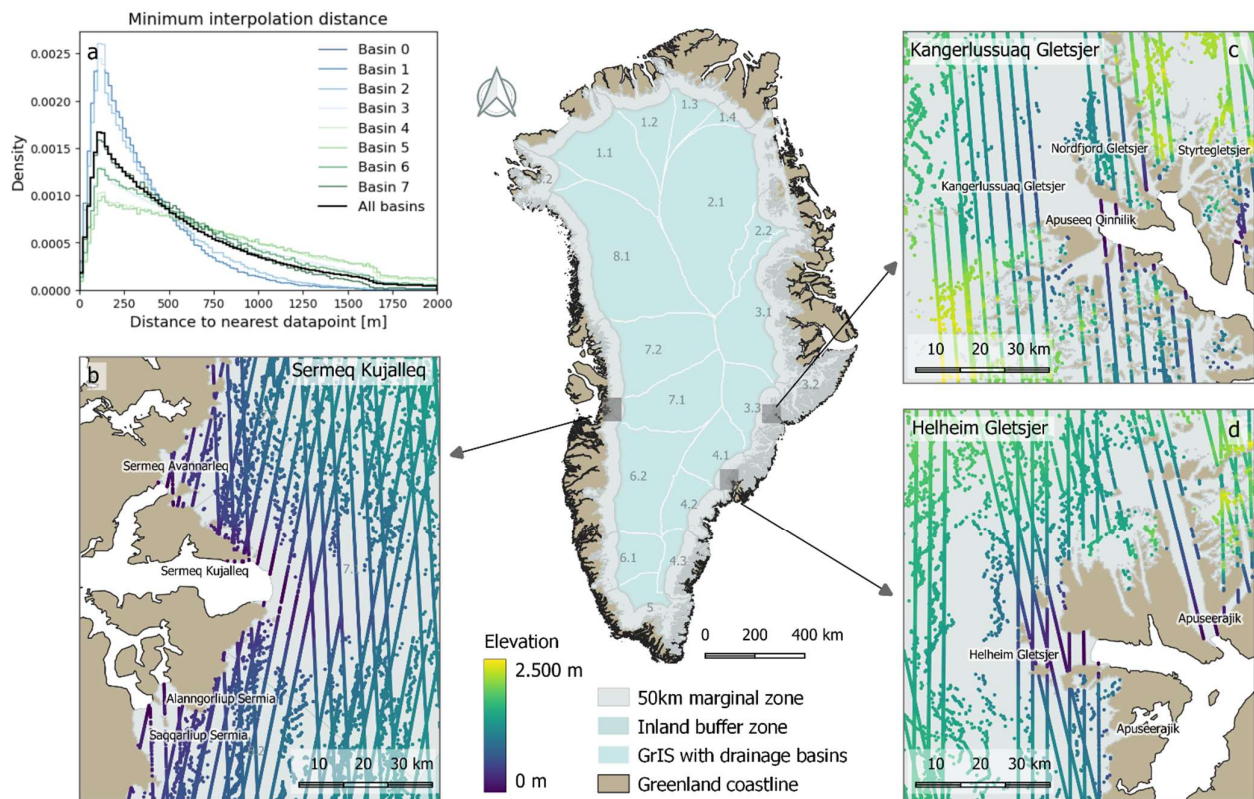 Minimum interpolation distance
a
0.0025
0.0020
0.0015
0.0010
0.0005
0.0000
Density
Basin 0
Basin 1
Basin 2
Basin 3
Basin 4
Basin 5
Basin 6
Basin 7
All basins
0 250 500 750 1000 1250 1500 1750 2000
Distance to nearest datapoint [m]
b
Sermeq Kujalleq
Sermeq Avannarleq
Sermeq Kujalleq
Alanngorliup Sermia
Saqqarliup Sermia
10 20 30 km
1.3
1.4
1.2
1.1
2.1
2.2
8.1
3.1
7.2
3.2
7.1
3.3
4.1
6.2
4.2
6.1
4.3
5
Elevation
2.500 m
0 m
0 200 400 km
50km marginal zone
Inland buffer zone
GrIS with drainage basins
Greenland coastline
Kangerlussuaq Gletsjer
c
Nordfjord Gletsjer
Styrtegletsjer
Kangerlussuaq Gletsjer
Apuseeq Qinnilik
10 20 30 km
Helheim Gletsjer
d
Apuseerajik
Helheim Gletsjer
Apuseerajik
10 20 30 km